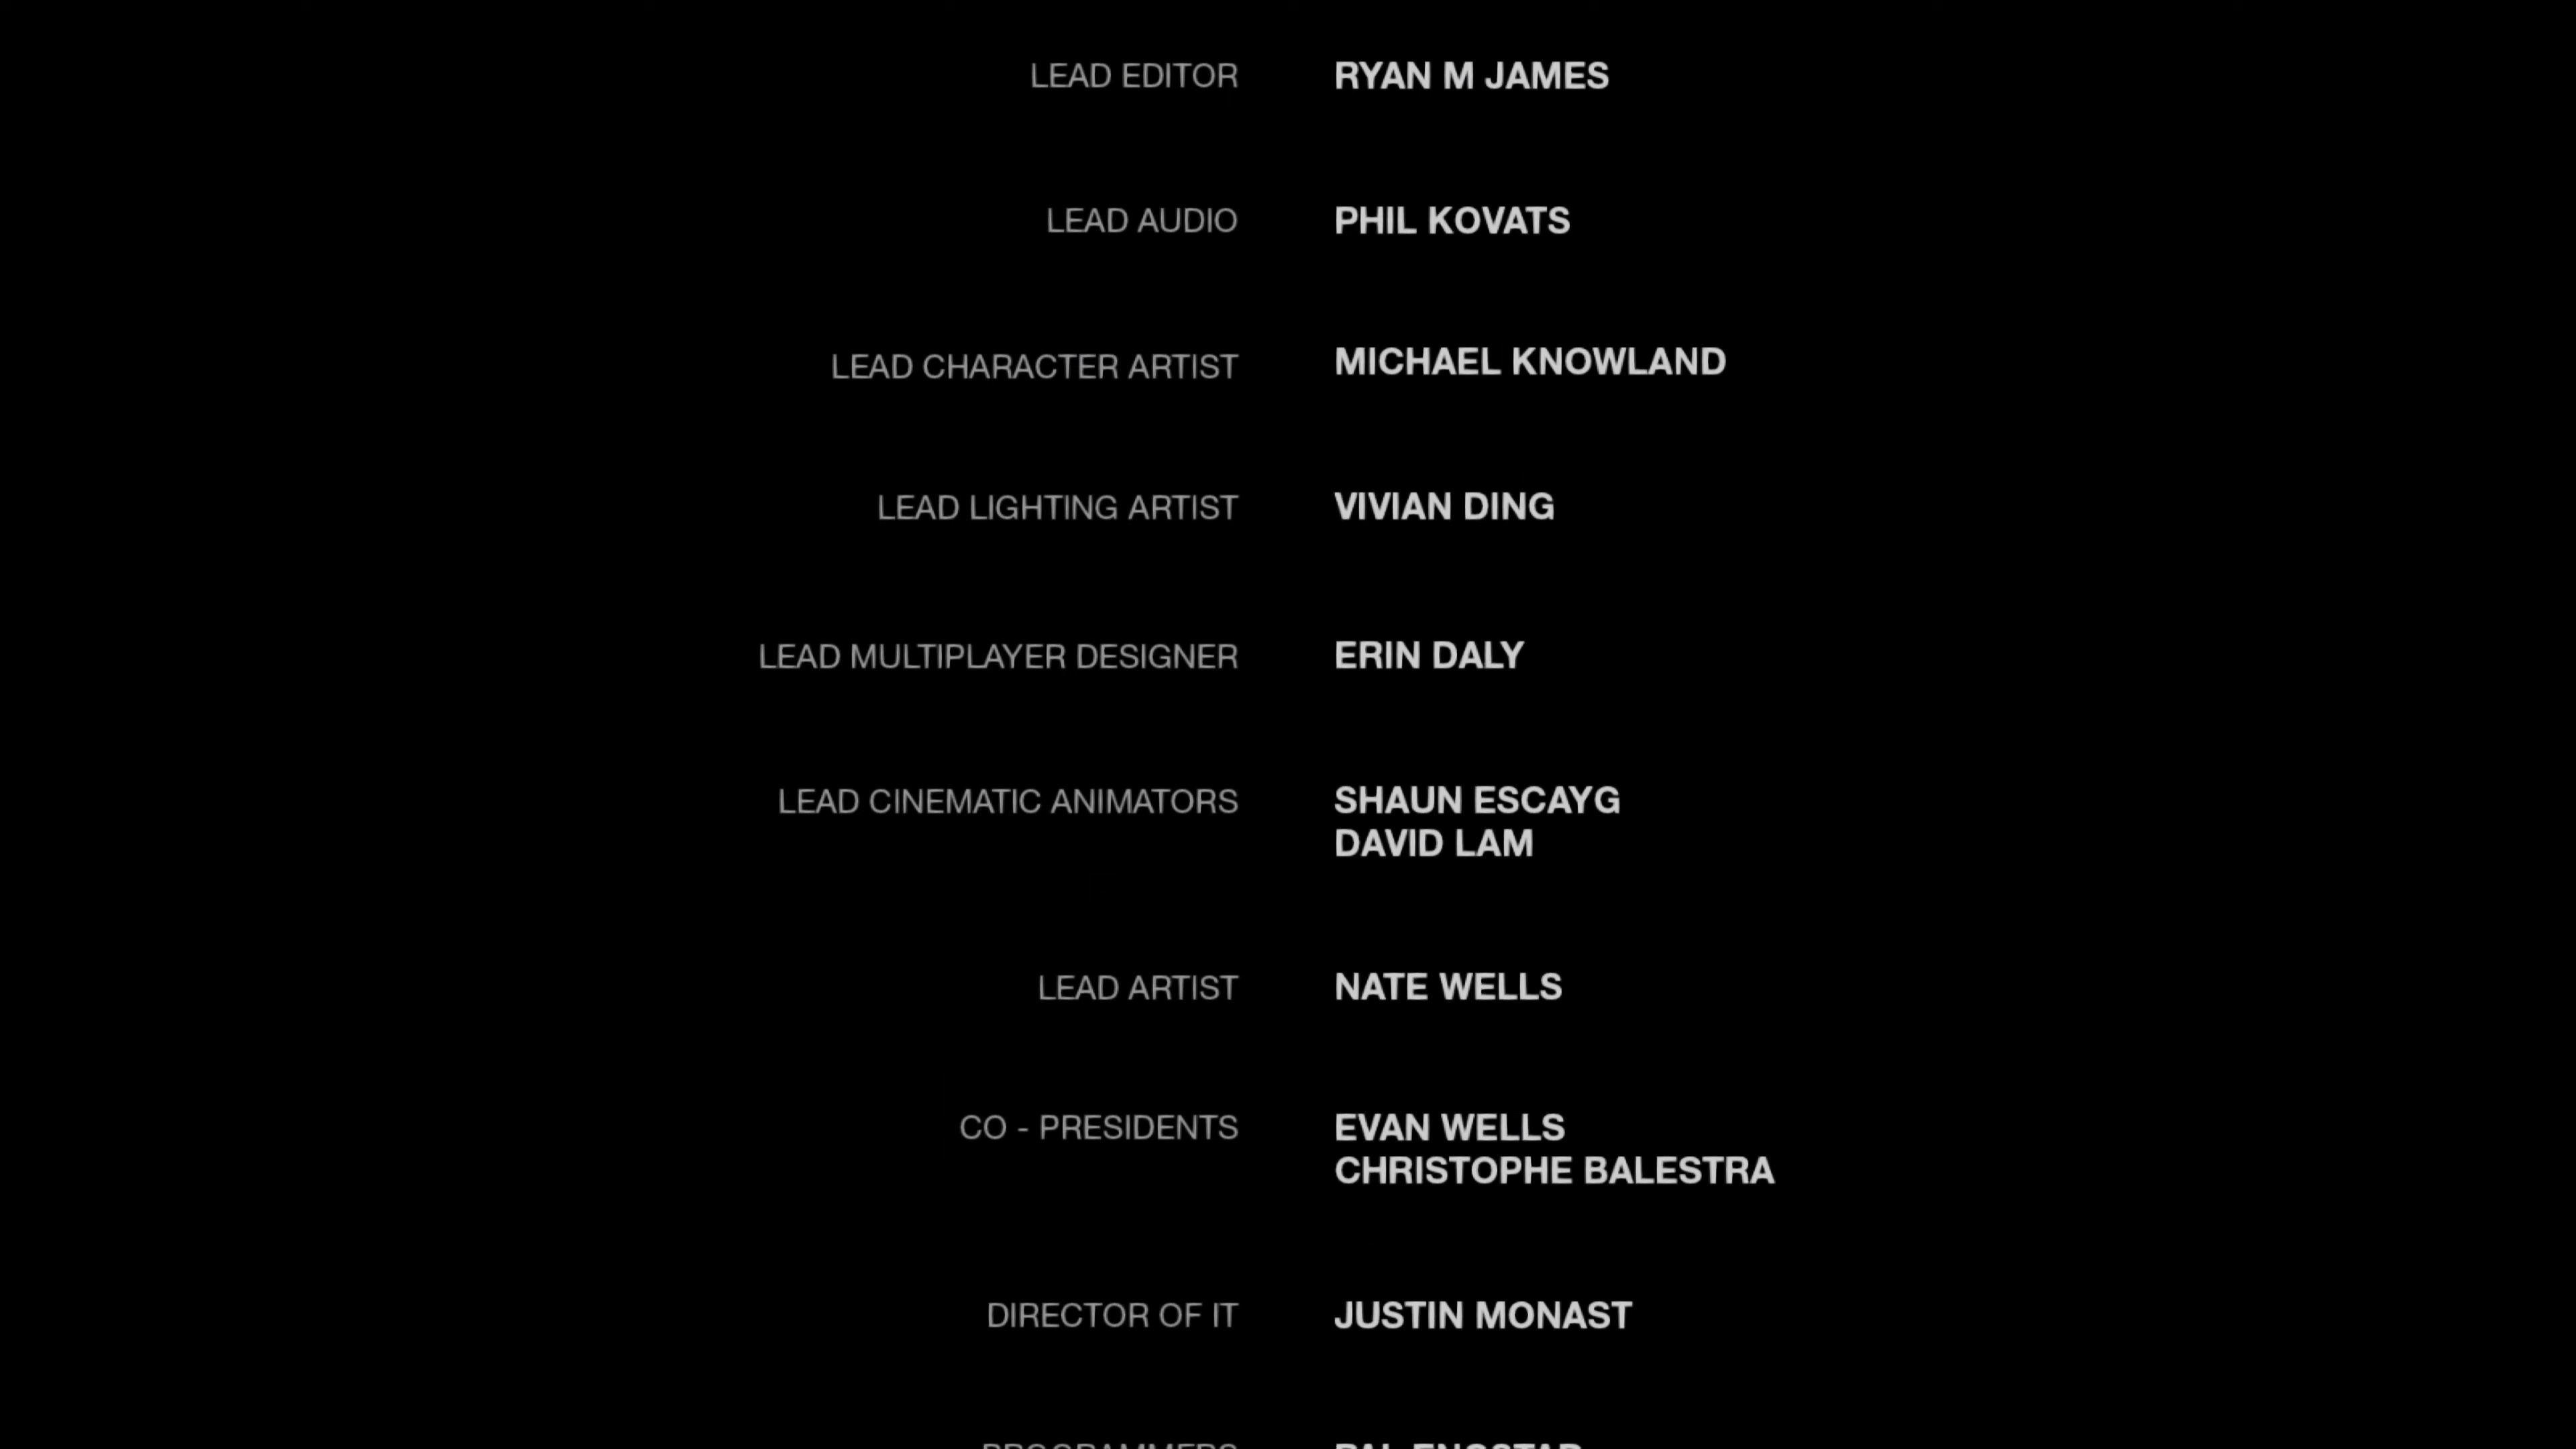 LEAD EDITOR RYAN M JAMES
LEAD AUDIO PHIL KOVATS
LEAD CHARACTER ARTIST MICHAEL KNOWLAND
LEAD LIGHTING ARTIST VIVIAN DING
LEAD MULTIPLAYER DESIGNER ERIN DALY
LEAD CINEMATIC ANIMATORS SHAUN ESCAYG
DAVID LAM
LEAD ARTIST NATE WELLS
CO - PRESIDENTS EVAN WELLS
CHRISTOPHE BALESTRA
DIRECTOR OF IT JUSTIN MONAST
PROGRAMMERS